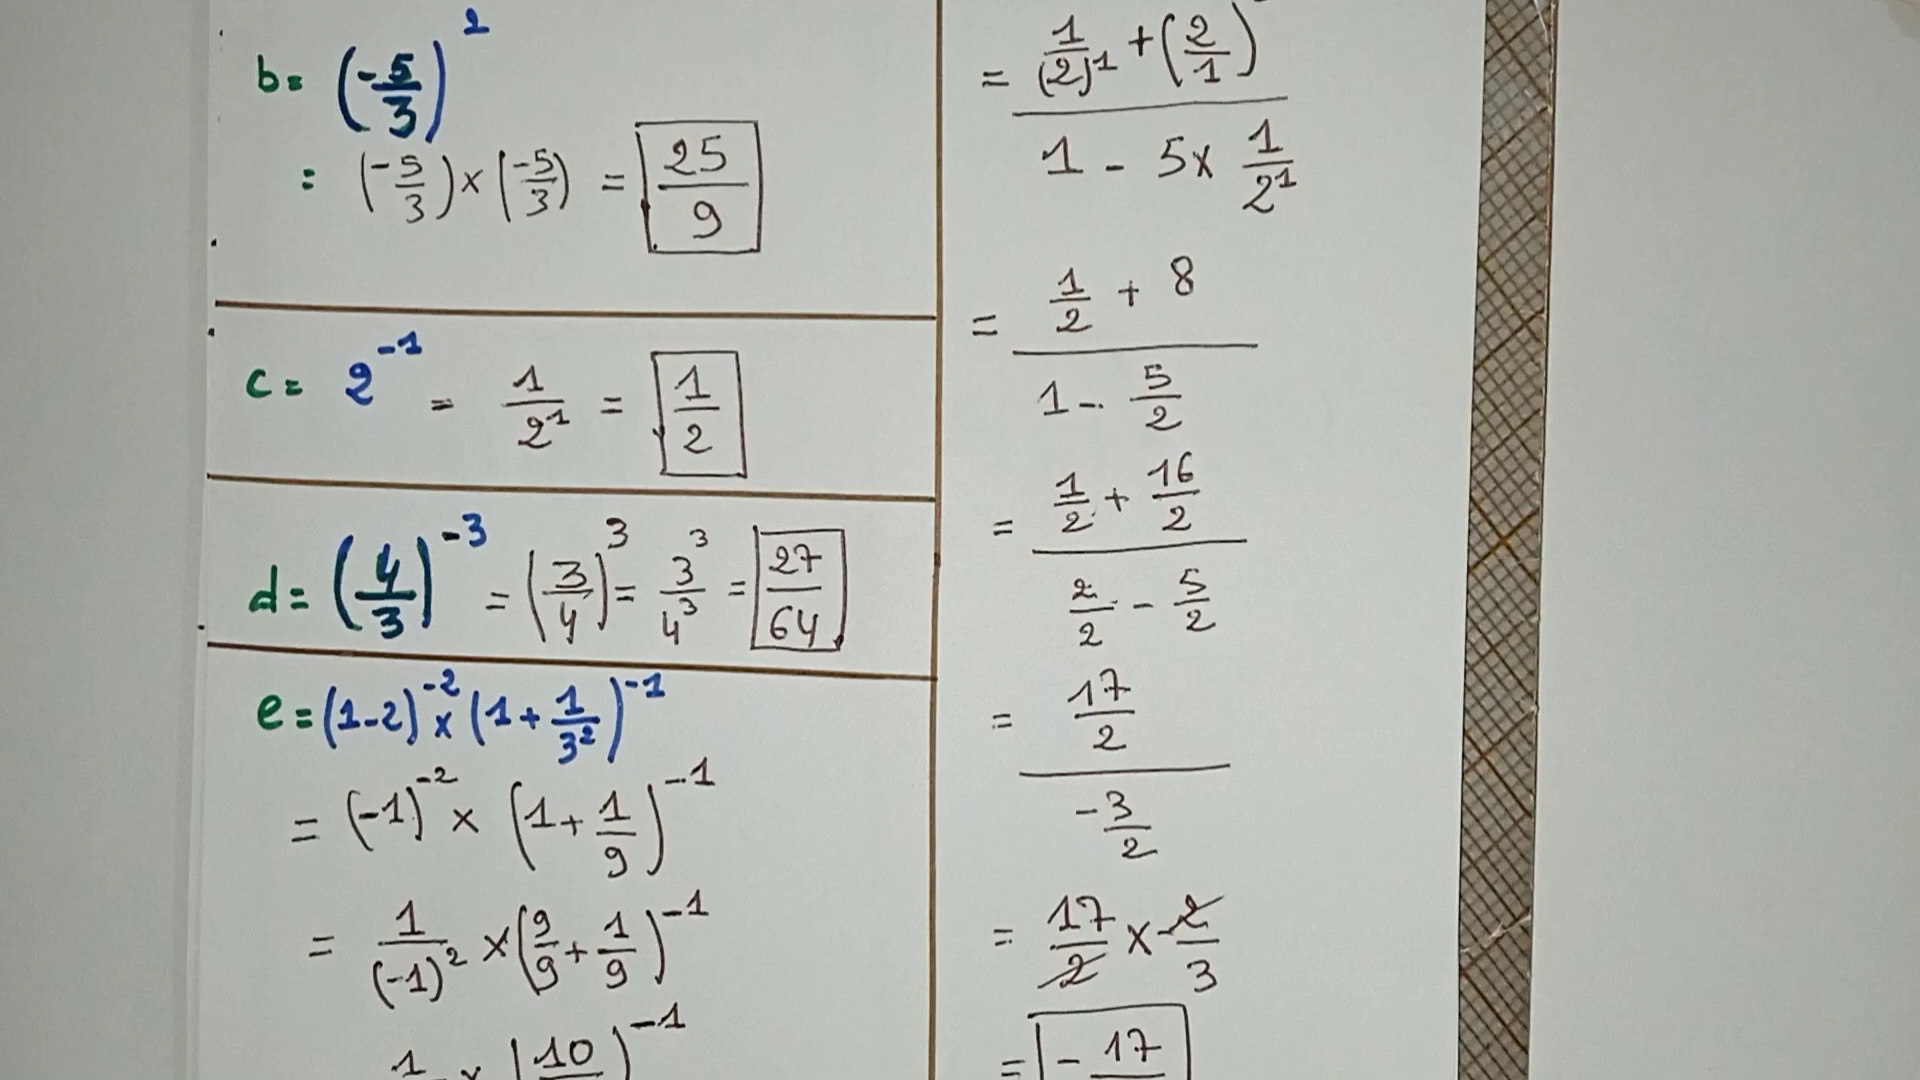 b= (-5/3)^2
= (-5/3) × (-5/3) = 25/9
c= 2^-1 = 1/2^1 = 1/2
d= (4/3)^-3 = (3/4)^3 = 3^3/4^3 = 27/64
e= (1-2)^-2 × (1+1/3^2)^-1
= (-1)^-2 × (1+1/9)^-1
= 1/(-1)^2 × (9/9+1/9)^-1
1 × (10 )^-1
= 1/(2)^1 + (2/1)
1 - 5× 1/2^1
= 1/2 + 8
1 - 5/2
= 1/2 + 16/2
2/2 - 5/2
= 17/2
-3/2
= 17/2 × -2/3
= - 17